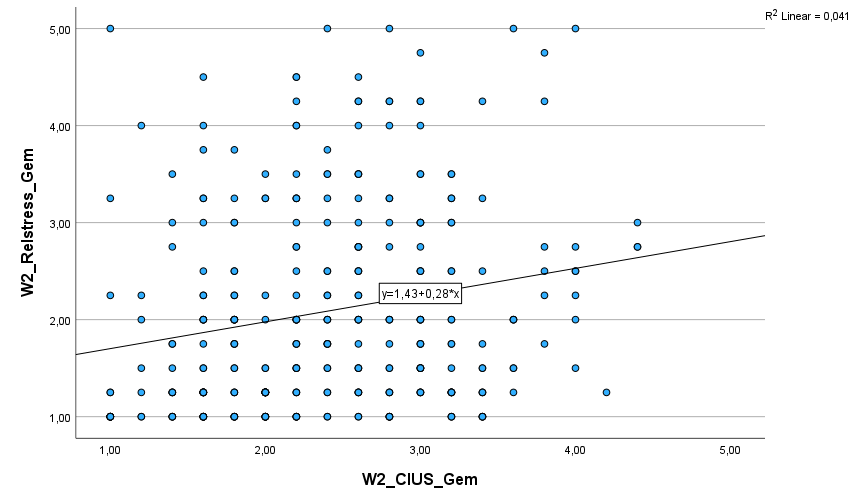 R2 Linear = 0,041
5,00
4,00
3,00
2,00
1,00
W2_Relstress_Gem
y=1,43+0,28*x
1,00 2,00 3,00 4,00 5,00
W2_CIUS_Gem